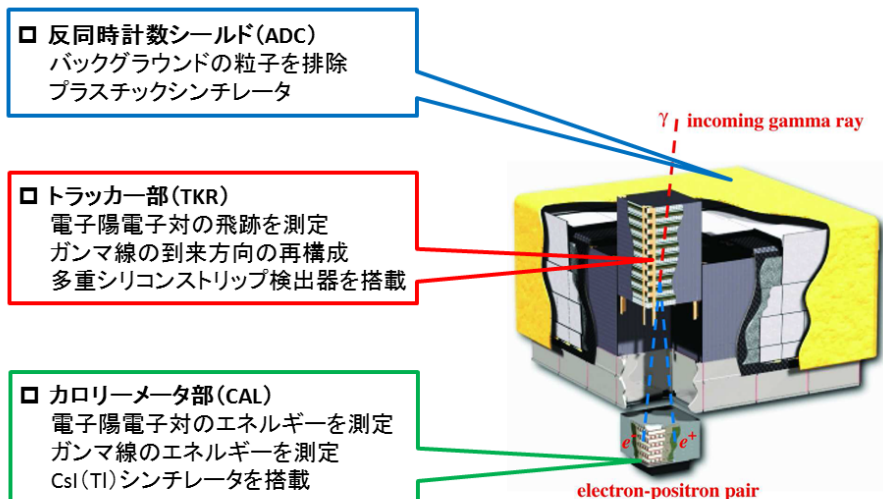 反同時計数シールド(ADC)
バックグラウンドの粒子を排除
プラスチックシンチレータ
γ incoming gamma ray
トラッカー部(TKR)
電子陽電子対の飛跡を測定
ガンマ線の到来方向の再構成
多重シリコンストリップ検出器を搭載
カロリーメータ部(CAL)
電子陽電子対のエネルギーを測定
ガンマ線のエネルギーを測定
CsI(Tl)シンチレータを搭載
e⁻ e⁺
electron-positron pair